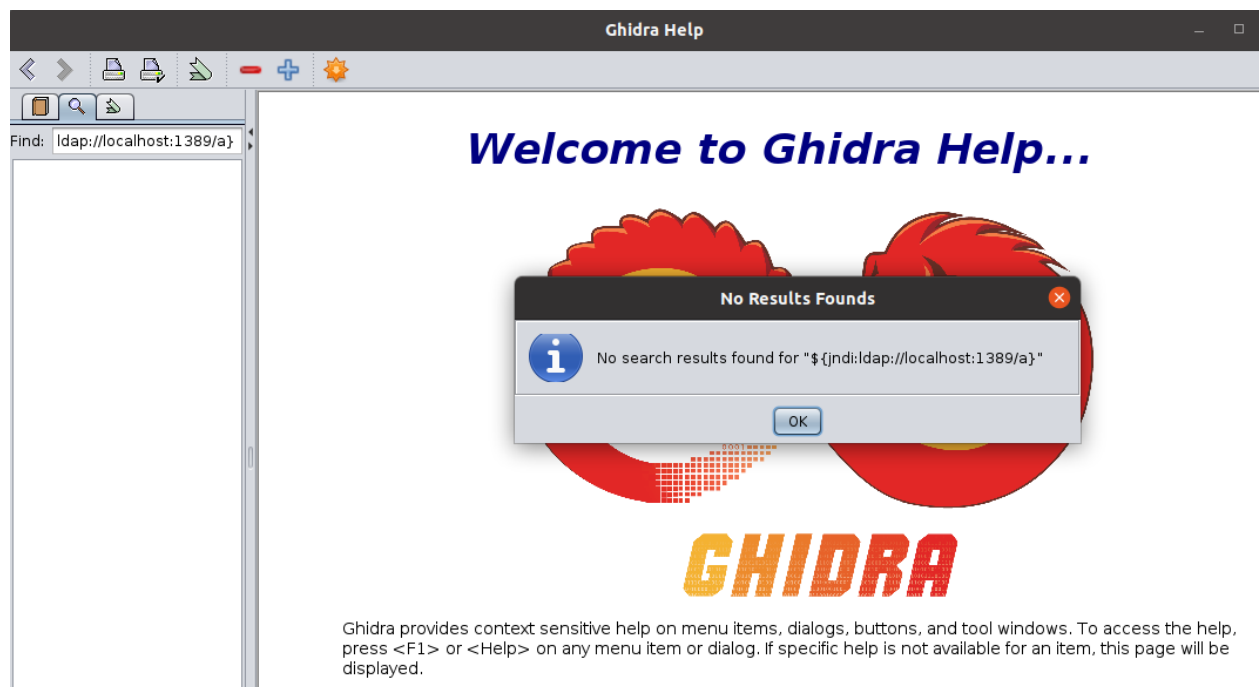 Ghidra Help
Find: ldap://localhost:1389/a}
Welcome to Ghidra Help...
No Results Founds
No search results found for "${jndi:ldap://localhost:1389/a}"
OK
GHIDRA
Ghidra provides context sensitive help on menu items, dialogs, buttons, and tool windows. To access the help,
press <F1> or <Help> on any menu item or dialog. If specific help is not available for an item, this page will be
displayed.